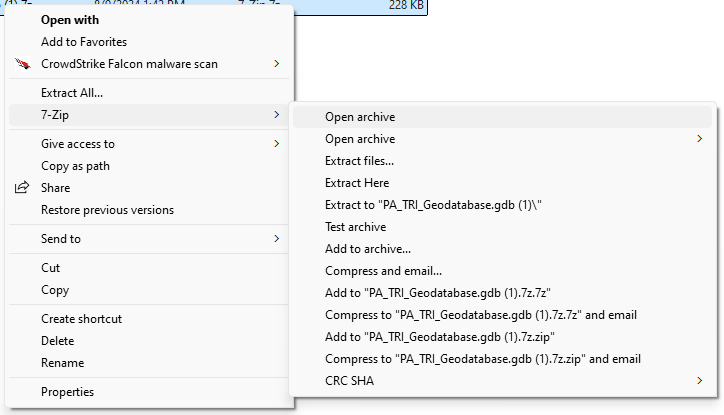 228 KB
Open with
Add to Favorites
CrowdStrike Falcon malware scan
Extract All...
7-Zip
Give access to
Copy as path
Share
Restore previous versions
Send to
Cut
Copy
Create shortcut
Delete
Rename
Properties
Open archive
Open archive
Extract files...
Extract Here
Extract to "PA_TRI_Geodatabase.gdb (1)\"
Test archive
Add to archive...
Compress and email...
Add to "PA_TRI_Geodatabase.gdb (1).7z.7z"
Compress to "PA_TRI_Geodatabase.gdb (1).7z.7z" and email
Add to "PA_TRI_Geodatabase.gdb (1).7z.zip"
Compress to "PA_TRI_Geodatabase.gdb (1).7z.zip" and email
CRC SHA